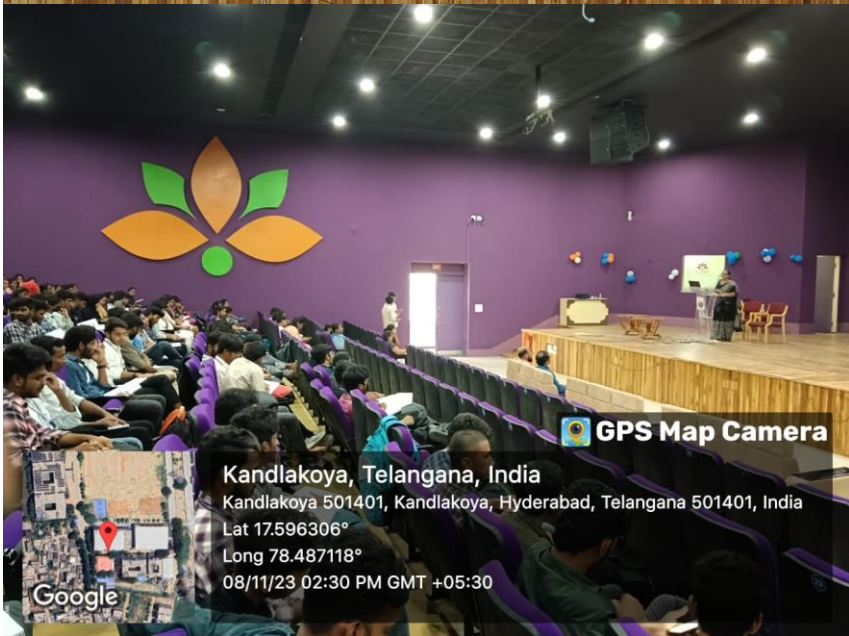 GPS Map Camera
Kandlakoya, Telangana, India
Kandlakoya 501401, Kandlakoya, Hyderabad, Telangana 501401, India
Lat 17.596306°
Long 78.487118°
08/11/23 02:30 PM GMT +05:30
Google